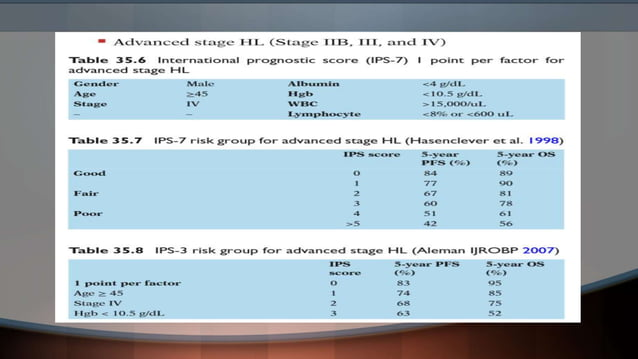 ▪ Advanced stage HL (Stage IIB, III, and IV)
Table 35.6 International prognostic score (IPS-7) 1 point per factor for
advanced stage HL
Gender Male Albumin <4 g/dL
Age ≥45 Hgb <10.5 g/dL
Stage IV WBC >15,000/uL
– – Lymphocyte <8% or <600 uL
Table 35.7 IPS-7 risk group for advanced stage HL (Hasenclever et al. 1998)
IPS score 5-year 5-year OS
PFS (%) (%)
Good 0 84 89
1 77 90
Fair 2 67 81
3 60 78
Poor 4 51 61
>5 42 56
Table 35.8 IPS-3 risk group for advanced stage HL (Aleman IJROBP 2007)
IPS 5-year PFS 5-year OS
score (%) (%)
1 point per factor 0 83 95
Age ≥ 45 1 74 85
Stage IV 2 68 75
Hgb < 10.5 g/dL 3 63 52